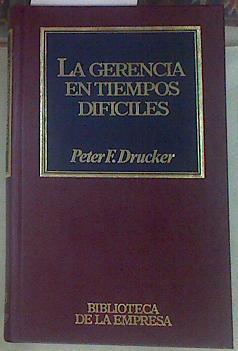 LA GERENCIA
EN TIEMPOS
DIFICILES
Peter F. Drucker
BIBLIOTECA
DE LA EMPRESA